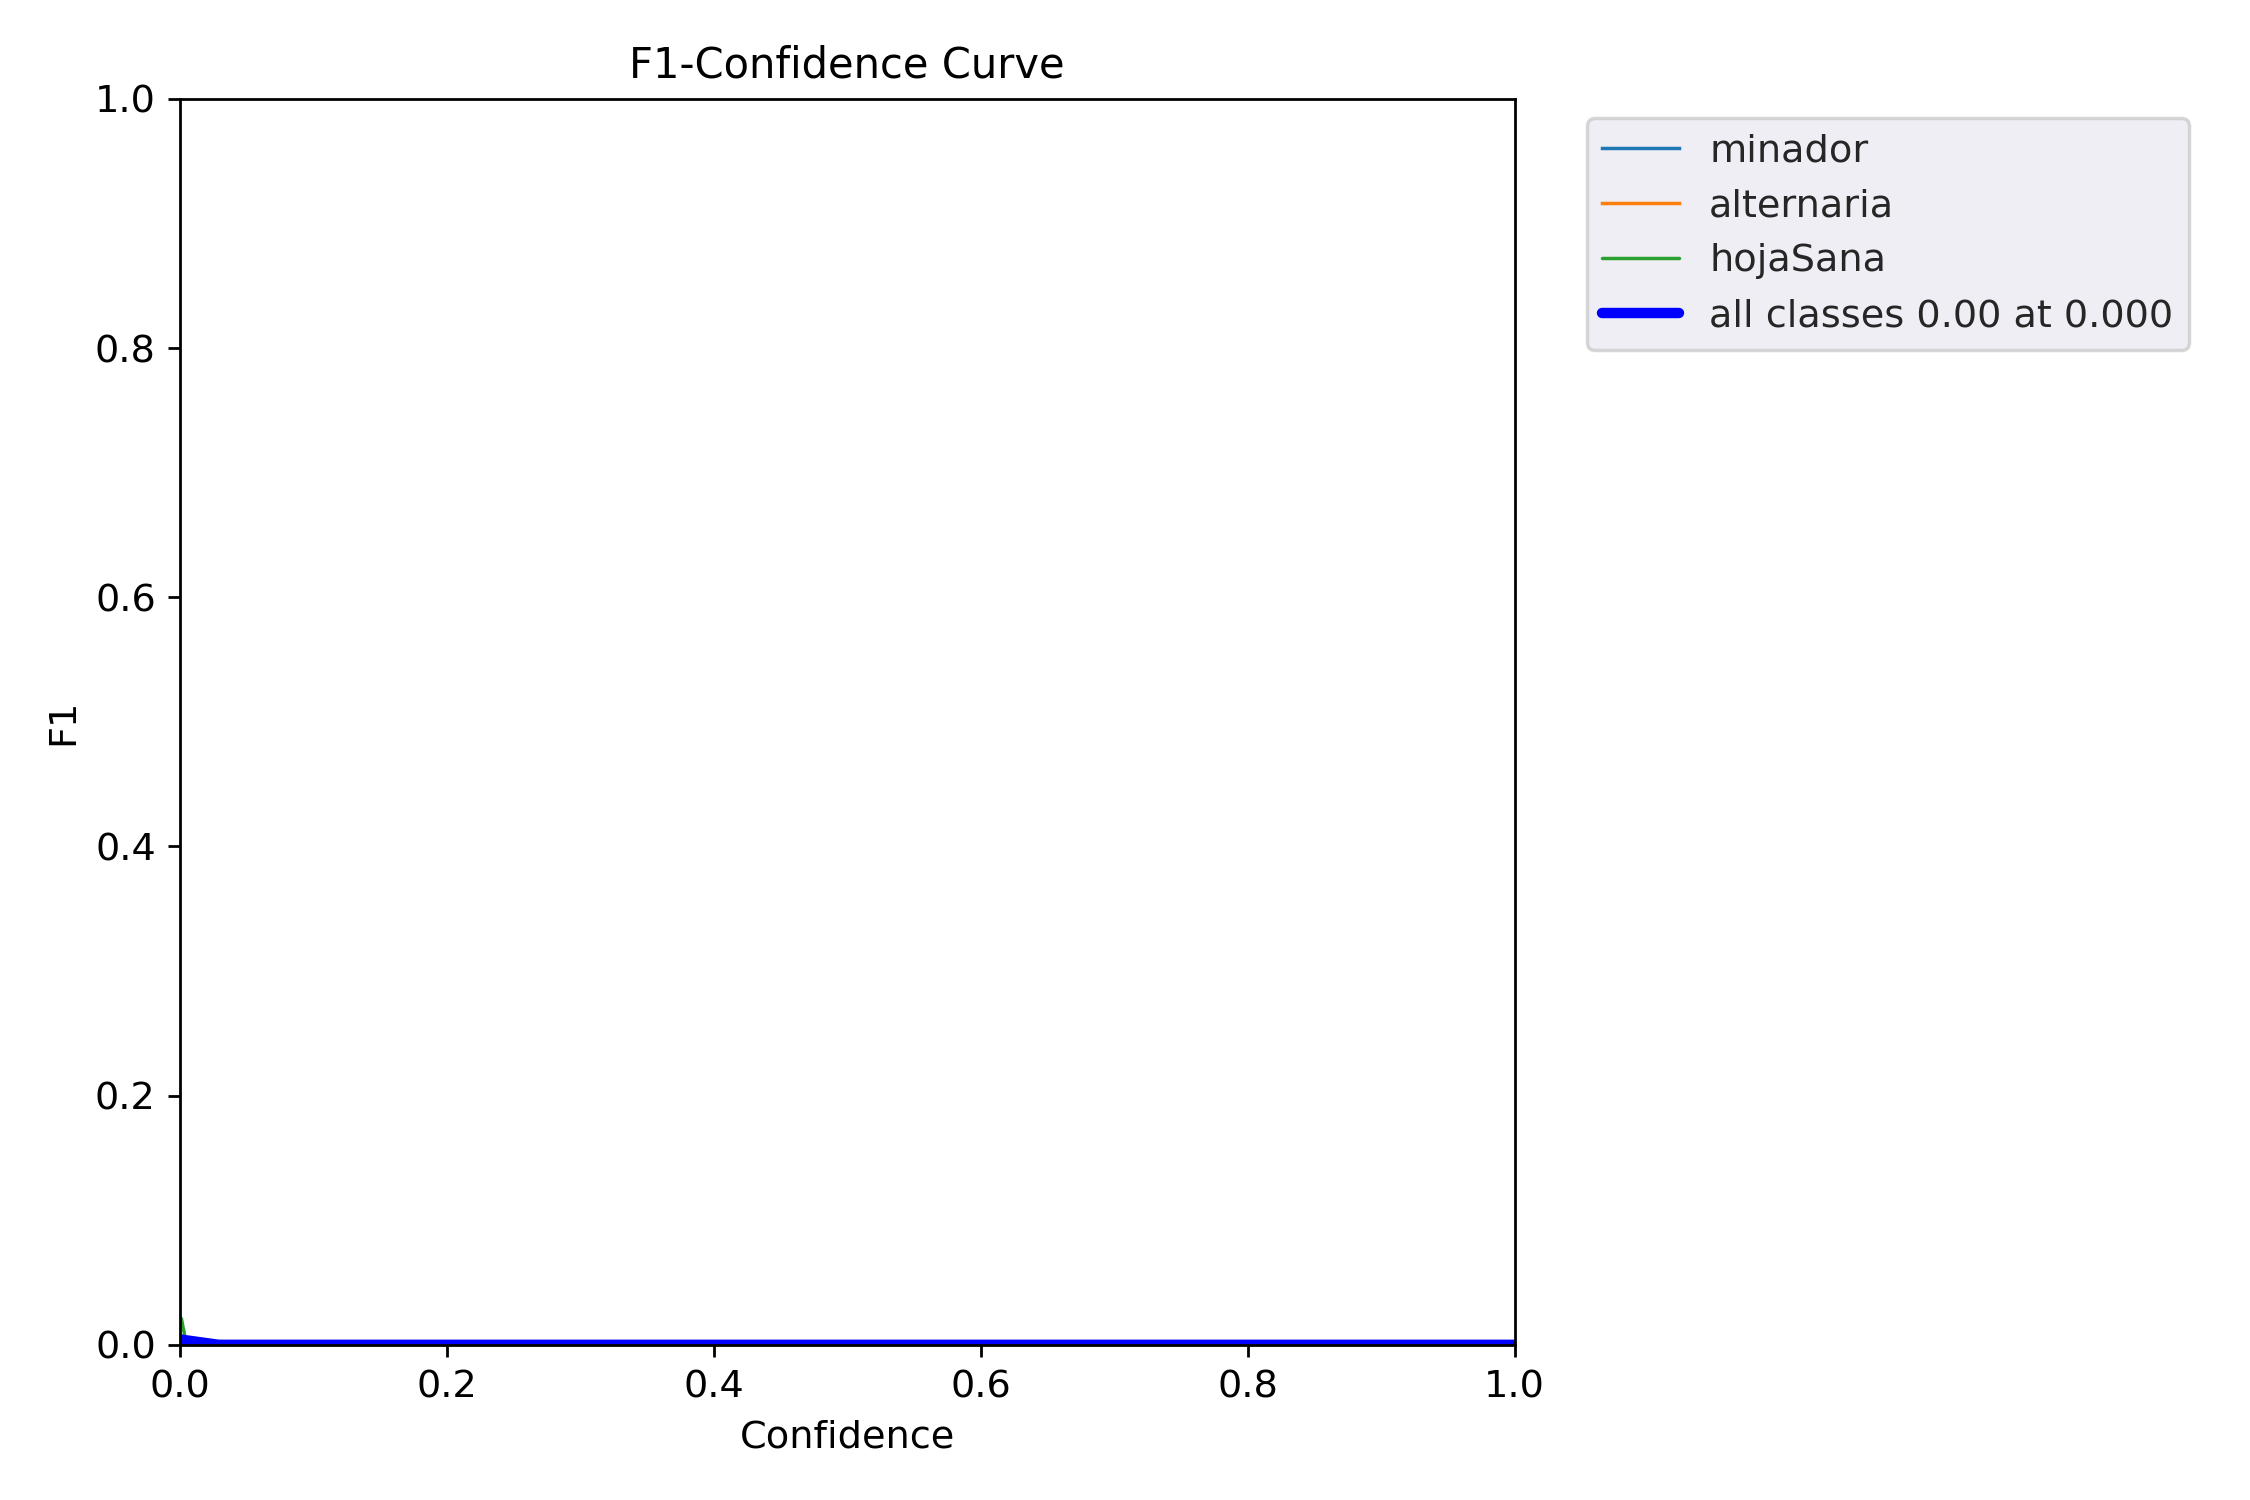 F1-Confidence Curve
1.0
0.8
0.6
0.4
0.2
0.0
F1
0.0 0.2 0.4 0.6 0.8 1.0
Confidence
minador
alternaria
hojaSana
all classes 0.00 at 0.000